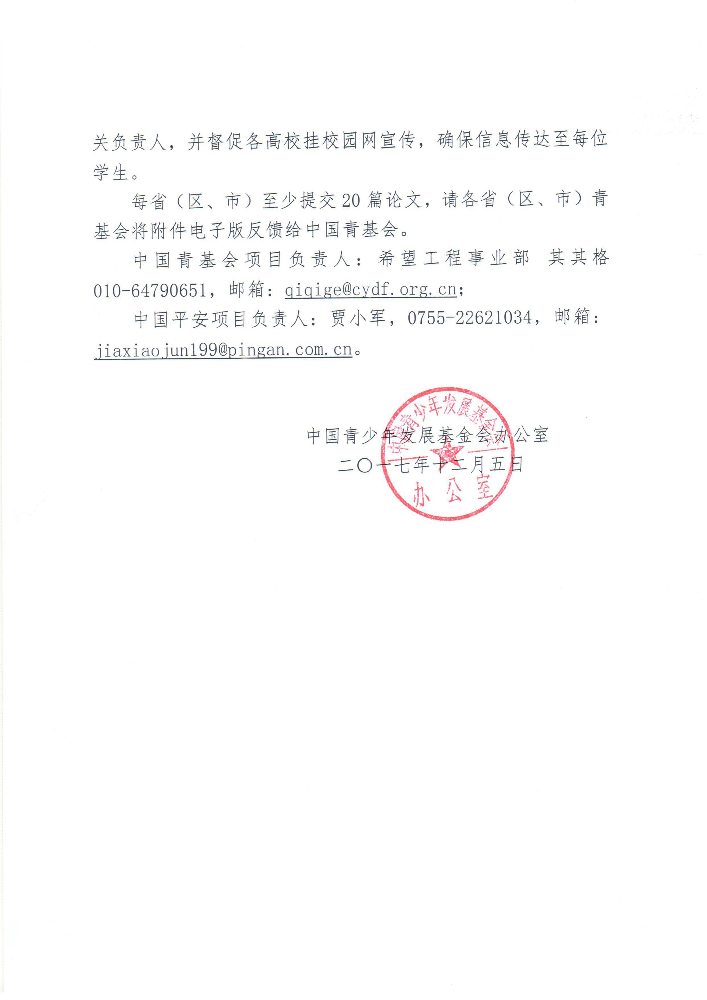 关负责人，并督促各高校挂校园网宣传，确保信息传达至每位
学生。
每省（区、市）至少提交 20 篇论文，请各省（区、市）青
基会将附件电子版反馈给中国青基会。
中国青基会项目负责人：希望工程事业部 其其格
010-64790651，邮箱：qiqige@cydf.org.cn；
中国平安项目负责人：贾小军，0755-22621034，邮箱：
jiaxiaojun199@pingan.com.cn。
中国青少年发展基金会
中国青少年发展基金会办公室
二〇一七年十二月五日
办公室